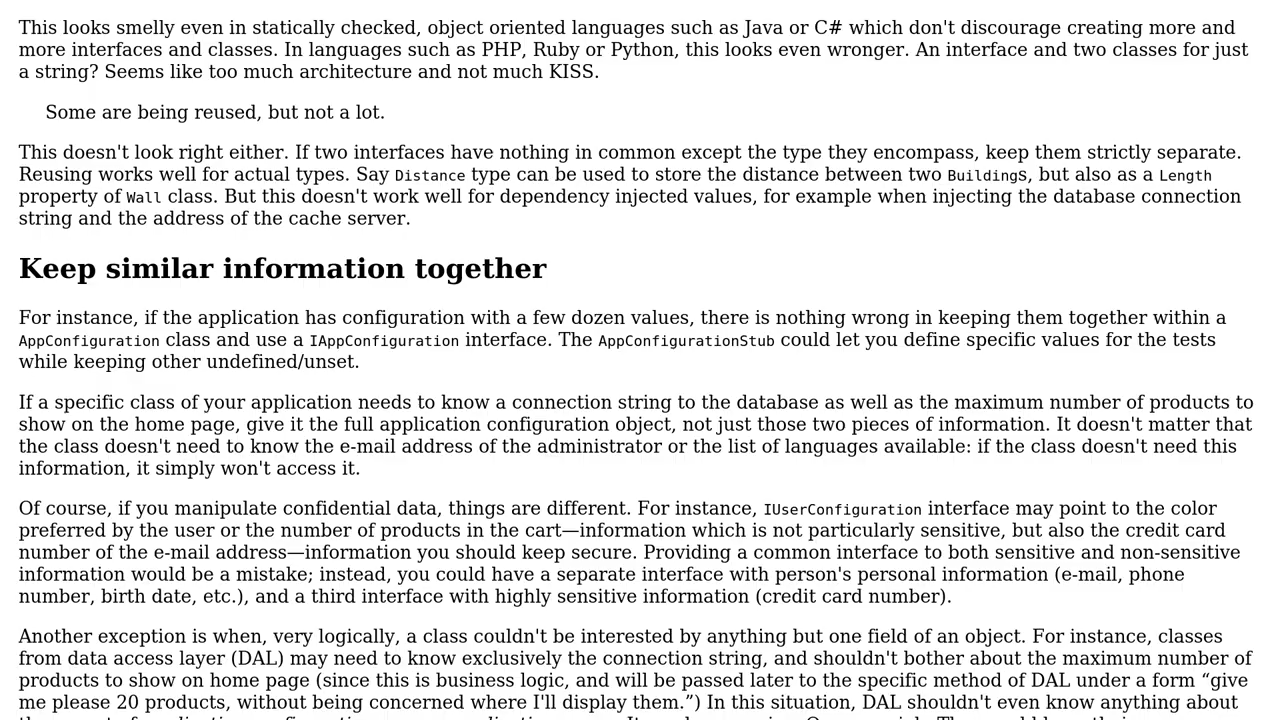 This looks smelly even in statically checked, object oriented languages such as Java or C# which don't discourage creating more and
more interfaces and classes. In languages such as PHP, Ruby or Python, this looks even wronger. An interface and two classes for just
a string? Seems like too much architecture and not much KISS.
Some are being reused, but not a lot.
This doesn't look right either. If two interfaces have nothing in common except the type they encompass, keep them strictly separate.
Reusing works well for actual types. Say Distance type can be used to store the distance between two Buildings, but also as a Length
property of Wall class. But this doesn't work well for dependency injected values, for example when injecting the database connection
string and the address of the cache server.
Keep similar information together
For instance, if the application has configuration with a few dozen values, there is nothing wrong in keeping them together within a
AppConfiguration class and use a IAppConfiguration interface. The AppConfigurationStub could let you define specific values for the tests
while keeping other undefined/unset.
If a specific class of your application needs to know a connection string to the database as well as the maximum number of products to
show on the home page, give it the full application configuration object, not just those two pieces of information. It doesn't matter that
the class doesn't need to know the e-mail address of the administrator or the list of languages available: if the class doesn't need this
information, it simply won't access it.
Of course, if you manipulate confidential data, things are different. For instance, IUserConfiguration interface may point to the color
preferred by the user or the number of products in the cart—information which is not particularly sensitive, but also the credit card
number of the e-mail address—information you should keep secure. Providing a common interface to both sensitive and non-sensitive
information would be a mistake; instead, you could have a separate interface with person's personal information (e-mail, phone
number, birth date, etc.), and a third interface with highly sensitive information (credit card number).
Another exception is when, very logically, a class couldn't be interested by anything but one field of an object. For instance, classes
from data access layer (DAL) may need to know exclusively the connection string, and shouldn't bother about the maximum number of
products to show on home page (since this is business logic, and will be passed later to the specific method of DAL under a form “give
me please 20 products, without being concerned where I'll display them.”) In this situation, DAL shouldn't even know anything about